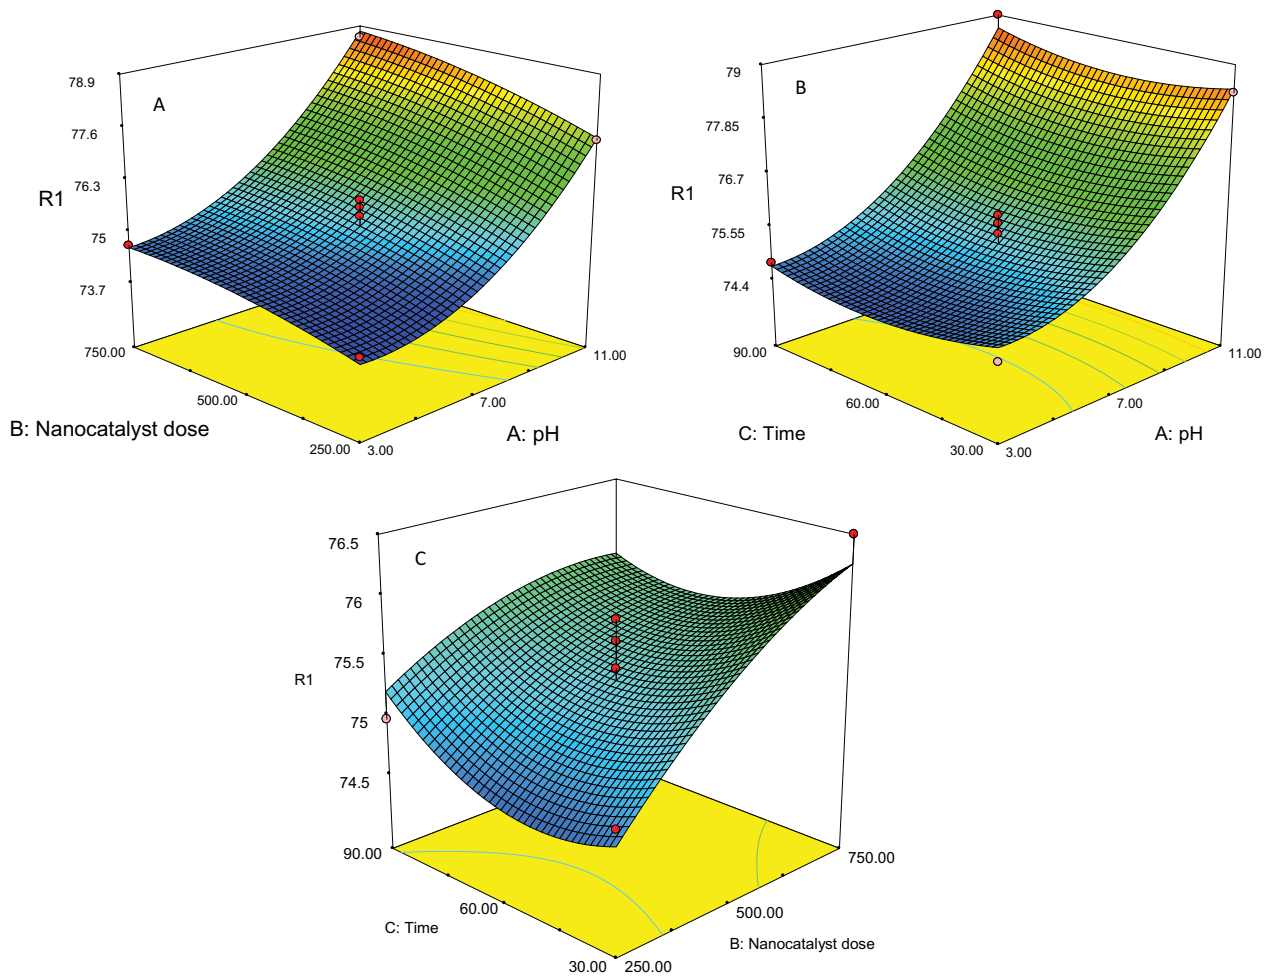 78.9
A
77.6
76.3
R1
75
73.7
750.00
500.00
250.00
3.00
7.00
11.00
B: Nanocatalyst dose
A: pH
79
B
77.85
76.7
R1
75.55
74.4
90.00
60.00
30.00
3.00
7.00
11.00
C: Time
A: pH
76.5
C
76
75.5
R1
75
74.5
90.00
60.00
30.00
250.00
500.00
750.00
C: Time
B: Nanocatalyst dose